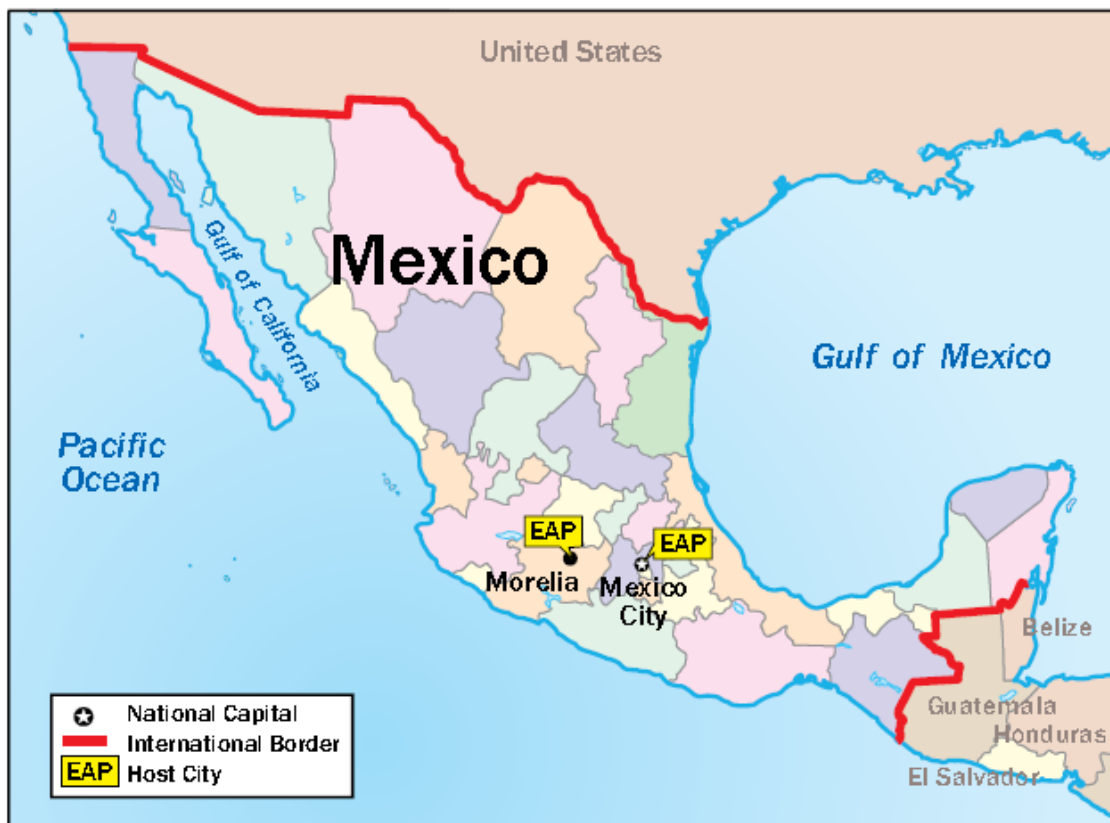 United States
Mexico
Gulf of California
Gulf of Mexico
Pacific
Ocean
EAP
EAP
Morelia
Mexico
City
Belize
Guatemala
Honduras
El Salvador
National Capital
International Border
EAP Host City